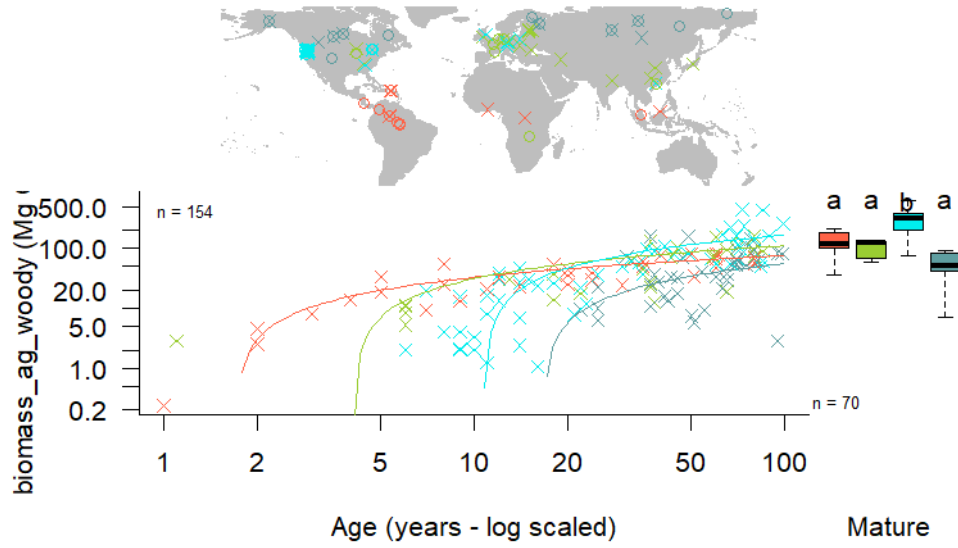 biomass_ag_woody (Mg
500.0
100.0
20.0
5.0
1.0
0.2
n = 154
a a b a
n = 70
1 2 5 10 20 50 100
Age (years - log scaled)
Mature